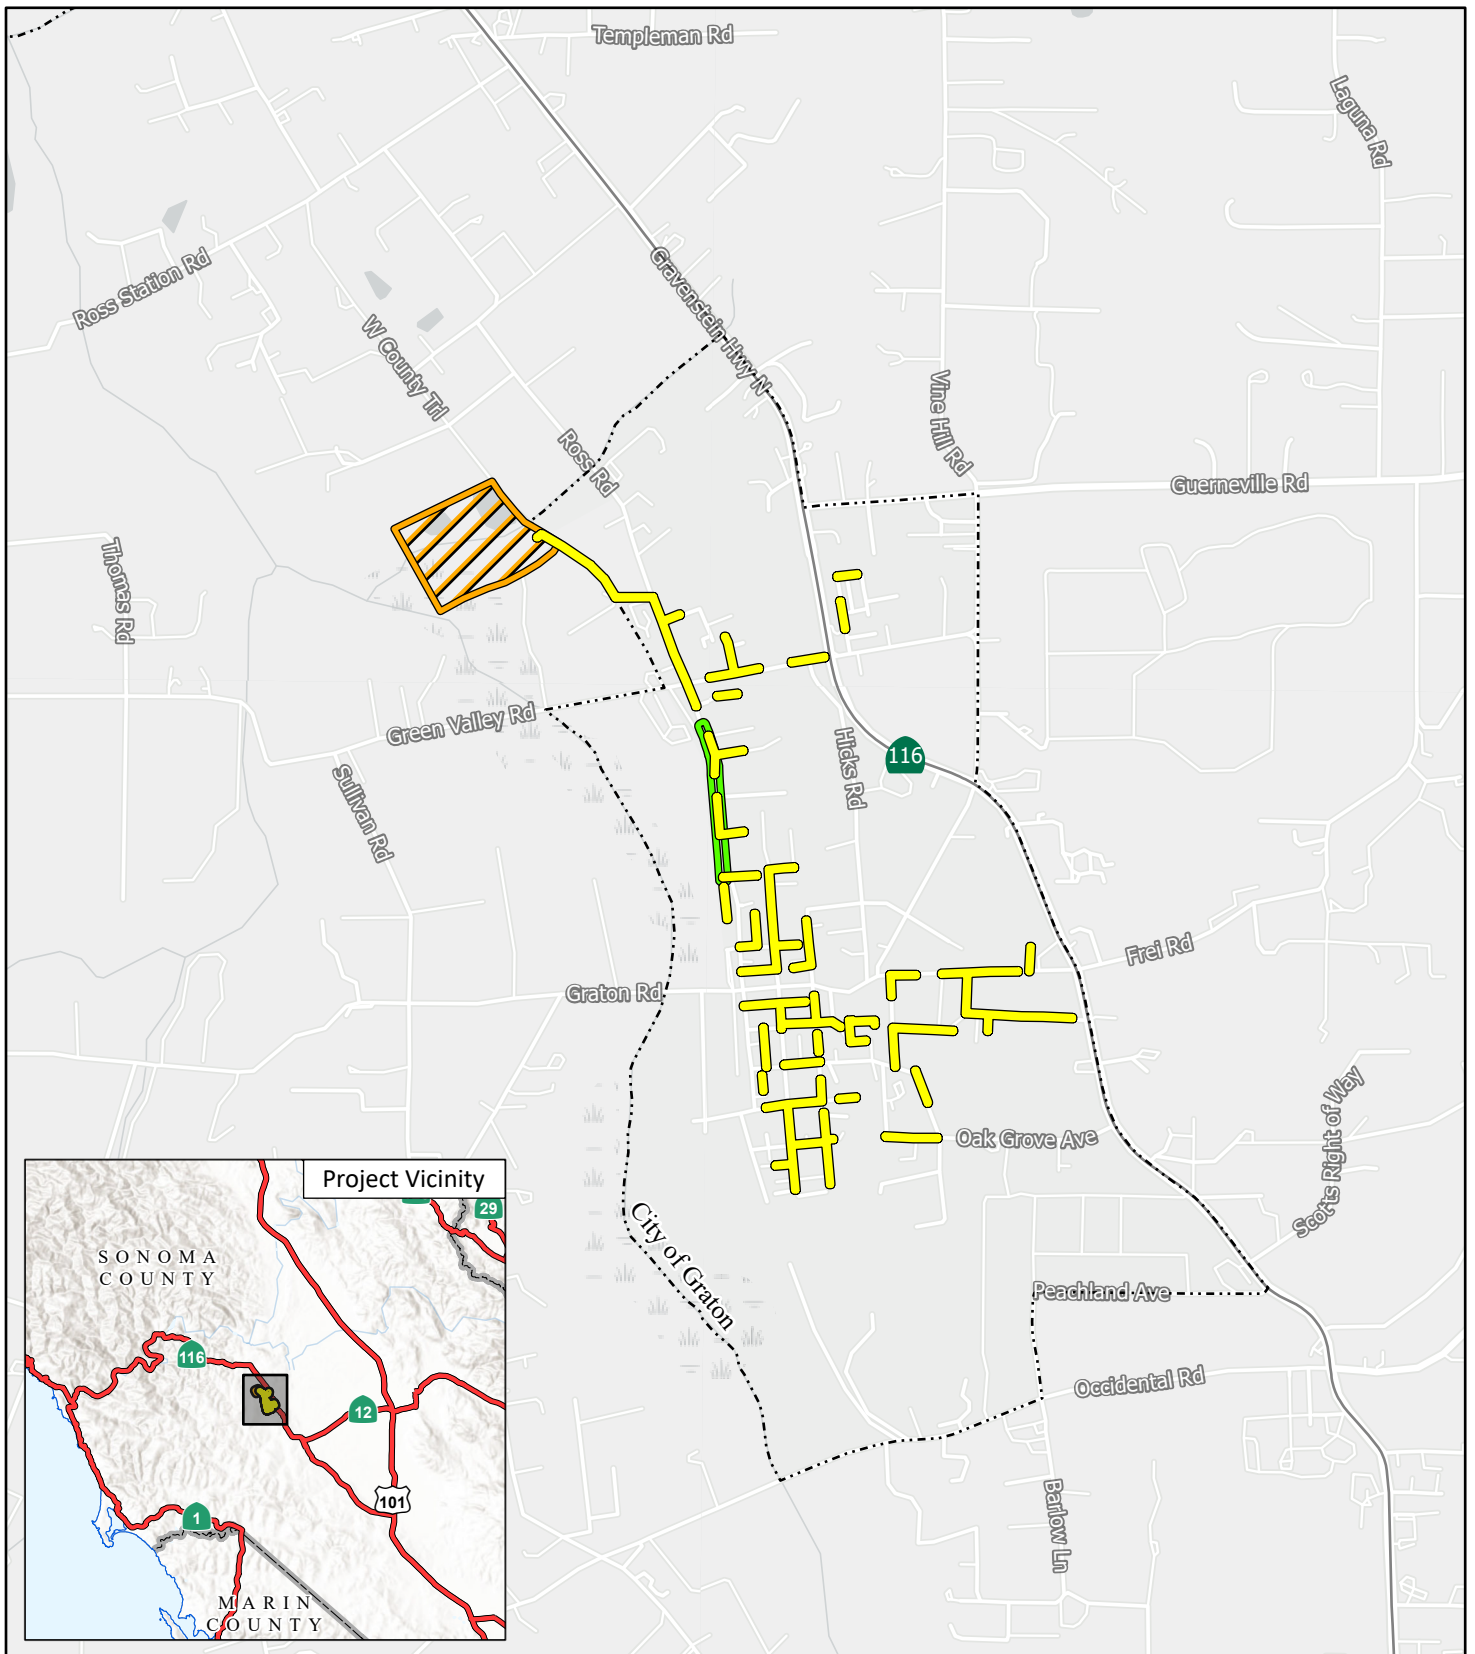 Templeman Rd
Laguna Rd
Ross Station Rd
Gravenstein Hwy N
W County Trl
Vine Hill Rd
Ross Rd
Guerneville Rd
Thomas Rd
Green Valley Rd
Hicks Rd
116
Sullivan Rd
Frei Rd
Graton Rd
Oak Grove Ave
Scotts Right of Way
City of Graton
Peachland Ave
Occidental Rd
Barlow Ln
Project Vicinity
29
SONOMA
COUNTY
116
12
101
1
MARIN
COUNTY